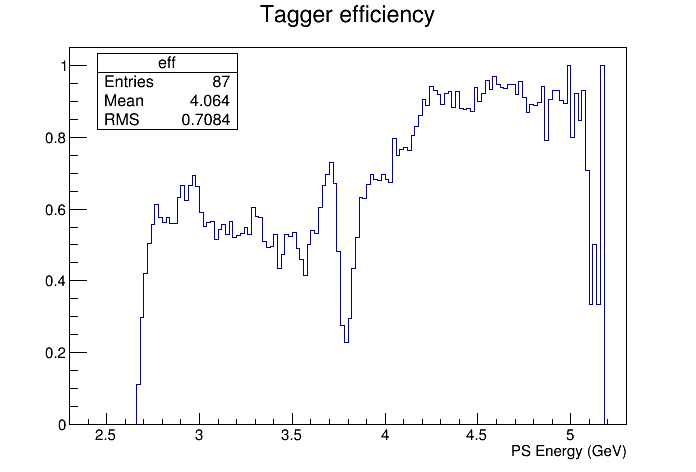 Tagger efficiency
eff
Entries 87
Mean 4.064
RMS 0.7084
1
0.8
0.6
0.4
0.2
0
2.5 3 3.5 4 4.5 5
PS Energy (GeV)